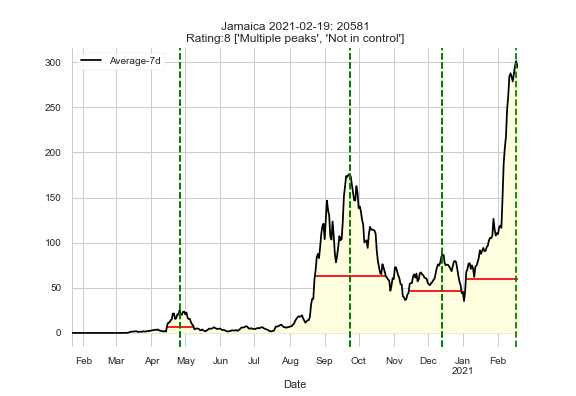 Jamaica 2021-02-19: 20581
Rating:8 ['Multiple peaks', 'Not in control']
Average-7d
300
250
200
150
100
50
0
Feb Mar Apr May Jun Jul Aug Sep Oct Nov Dec Jan Feb
2021
Date